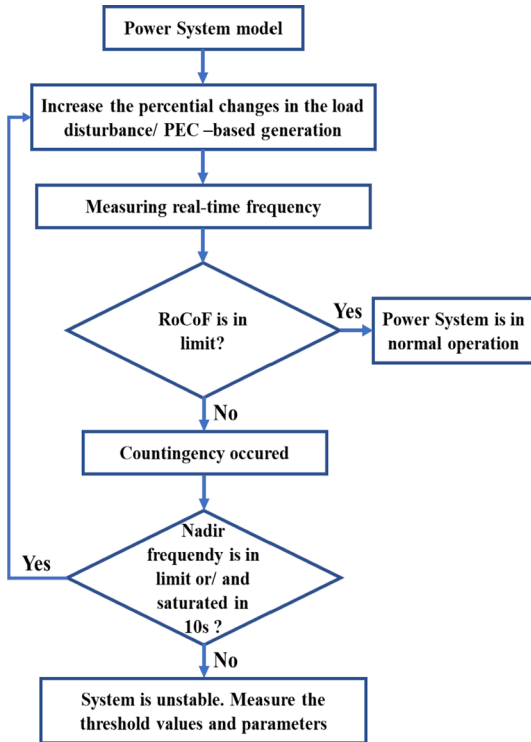 Power System model
Increase the percential changes in the load
disturbance/ PEC –based generation
Measuring real-time frequency
RoCoF is in
limit?
Yes
Power System is in
normal operation
No
Countingency occured
Nadir
frequendy is in
limit or/ and
saturated in
10s ?
Yes
No
System is unstable. Measure the
threshold values and parameters